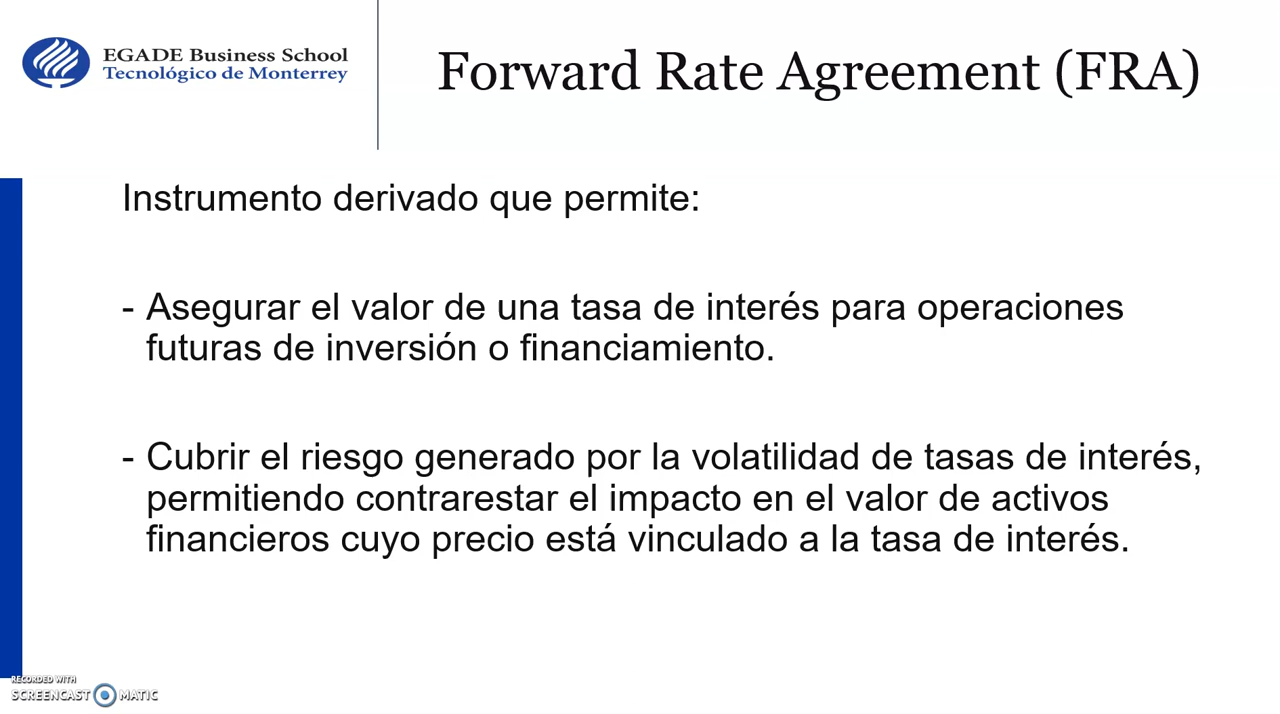 EGADE Business School
Tecnológico de Monterrey
Forward Rate Agreement (FRA)
Instrumento derivado que permite:
- Asegurar el valor de una tasa de interés para operaciones
futuras de inversión o financiamiento.
- Cubrir el riesgo generado por la volatilidad de tasas de interés,
permitiendo contrarestar el impacto en el valor de activos
financieros cuyo precio está vinculado a la tasa de interés.
RECORDED WITH
SCREENCAST MATIC